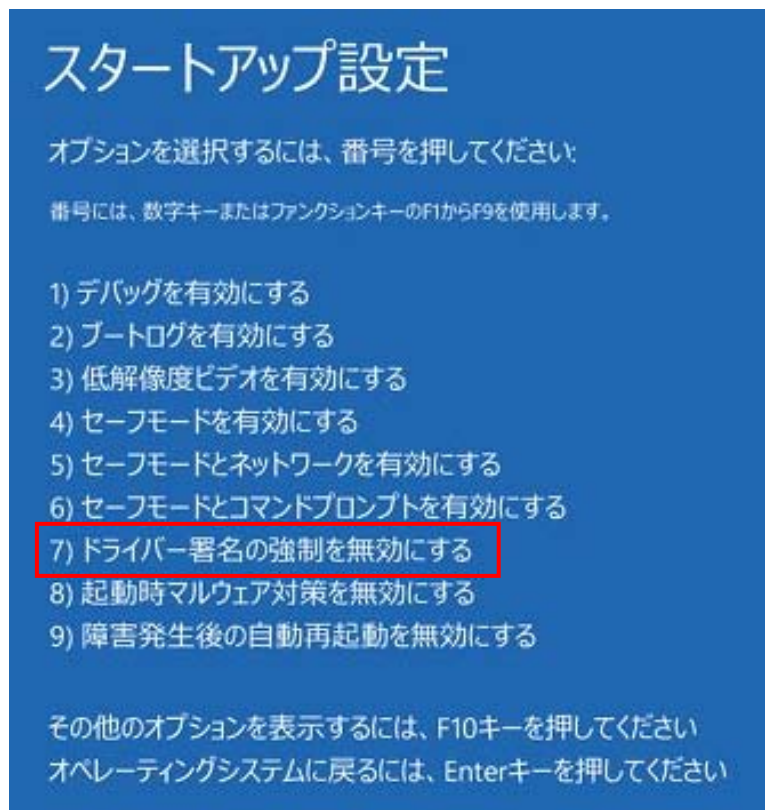 スタートアップ設定
オプションを選択するには、番号を押してください:
番号には、数字キーまたはファンクションキーのF1からF9を使用します。
1) デバッグを有効にする
2) ブートログを有効にする
3) 低解像度ビデオを有効にする
4) セーフモードを有効にする
5) セーフモードとネットワークを有効にする
6) セーフモードとコマンドプロンプトを有効にする
7) ドライバー署名の強制を無効にする
8) 起動時マルウェア対策を無効にする
9) 障害発生後の自動再起動を無効にする
その他のオプションを表示するには、F10キーを押してください
オペレーティングシステムに戻るには、Enterキーを押してください